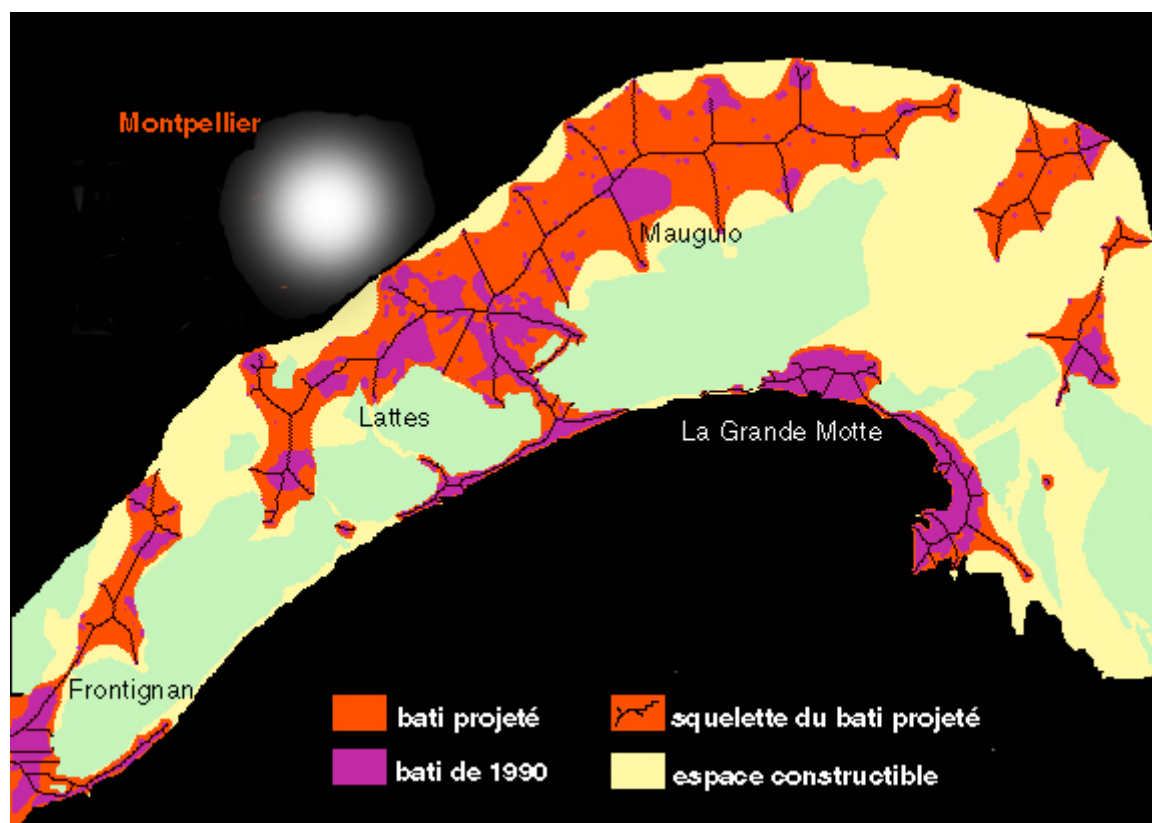 Montpellier
Mauguio
Lattes
La Grande Motte
Frontignan
bati projeté
squelette du bati projeté
bati de 1990
espace constructible